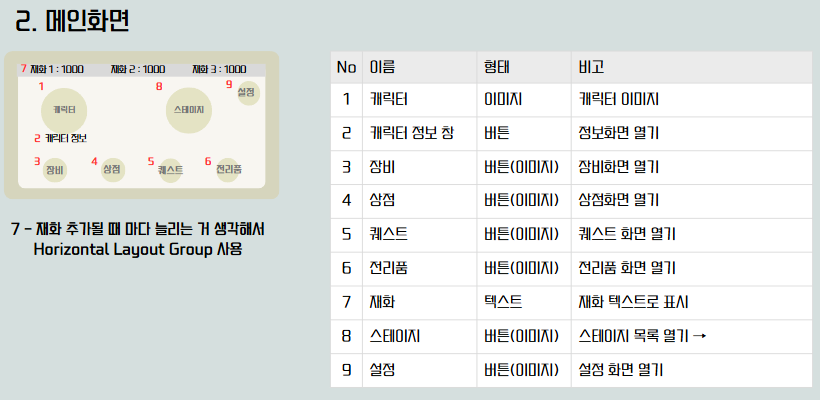 2. 메인화면
7 재화 1 : 1000 재화 2 : 1000 재화 3 : 1000
1 캐릭터
8 스테이지
9 설정
2 캐릭터 정보
3 장비
4 상점
5 퀘스트
6 전리품
7 - 재화 추가될 때 마다 늘리는 거 생각해서
Horizontal Layout Group 사용
No 이름 형태 비고
1 캐릭터 이미지 캐릭터 이미지
2 캐릭터 정보 창 버튼 정보화면 열기
3 장비 버튼(이미지) 장비화면 열기
4 상점 버튼(이미지) 상점화면 열기
5 퀘스트 버튼(이미지) 퀘스트 화면 열기
6 전리품 버튼(이미지) 전리품 화면 열기
7 재화 텍스트 재화 텍스트로 표시
8 스테이지 버튼(이미지) 스테이지 목록 열기 →
9 설정 버튼(이미지) 설정 화면 열기